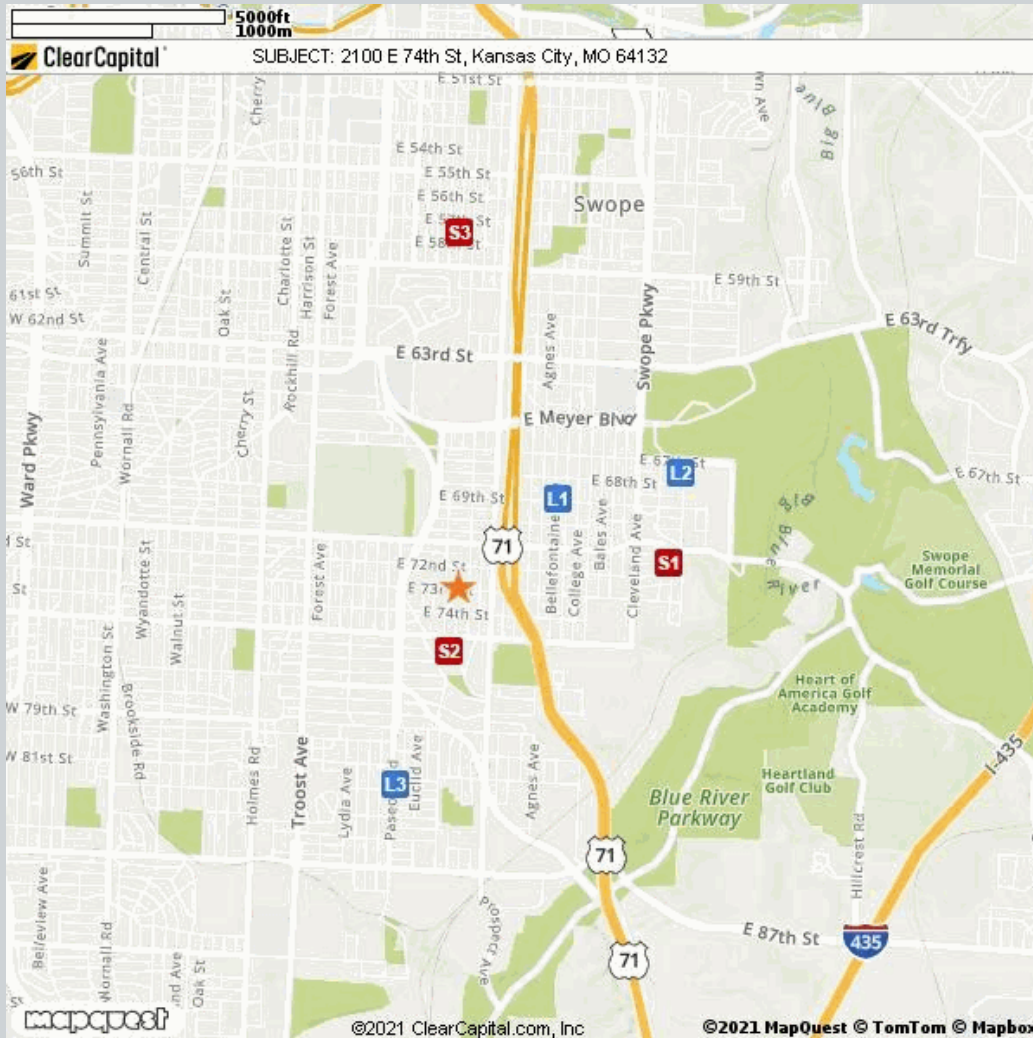 5000ft
1000m
ClearCapital
SUBJECT: 2100 E 74th St, Kansas City, MO 64132
E 51st St
Cherry
wn Ave
Big Blue
E 54th St
56th St
E 55th St
E 56th St
Swope
Summit St
Central St
Charlotte St
Harrison St
Forest Ave
S3
E 59th St
61st St
W 62nd St
Oak St
Rockhill Rd
Agnes Ave
Swope Pkwy
E 63rd Trfy
E 63rd St
Pennsylvania Ave
Wornall Rd
Cherry St
Ward Pkwy
E Meyer Blvd
E 67th St
L2
E 68th St
E 67th St
E 69th St
L1
Big Blue River
71
Bellefontaine
College Ave
Bales Ave
Cleveland Ave
S1
E 72nd St
E 74th St
Swope
Memorial
Golf Course
Forest Ave
Wyandotte St
Walnut St
Washington St
Brookside Rd
S2
Heart of
America Golf
Academy
W 79th St
W 81st St
Holmes Rd
Troost Ave
Lydia Ave
L3
Euclid Ave
Agnes Ave
Heartland
Golf Club
Blue River
Parkway
I-435
Hillcrest Rd
71
Belleview Ave
Wornall Rd
nd Ave
Oak St
Prospect Ave
E 87th St
435
71
mapquest
©2021 ClearCapital.com, Inc
©2021 MapQuest © TomTom © Mapbox